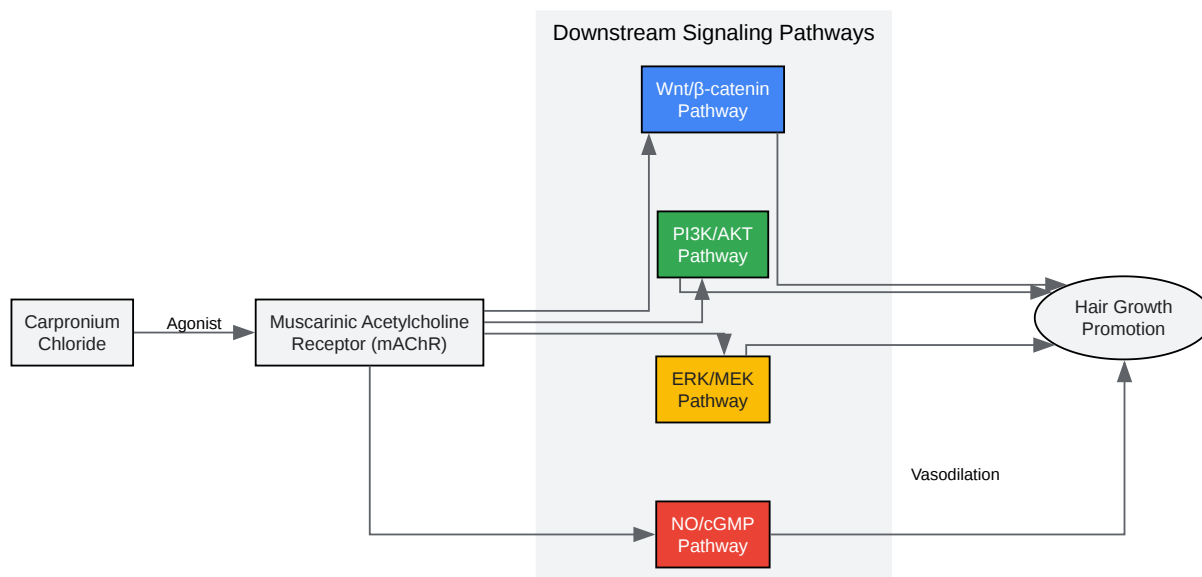 Downstream Signaling Pathways
Wnt/β-catenin
Pathway
PI3K/AKT
Pathway
Carpronium
Chloride
Agonist
Muscarinic Acetylcholine
Receptor (mAChR)
Hair Growth
Promotion
ERK/MEK
Pathway
Vasodilation
NO/cGMP
Pathway